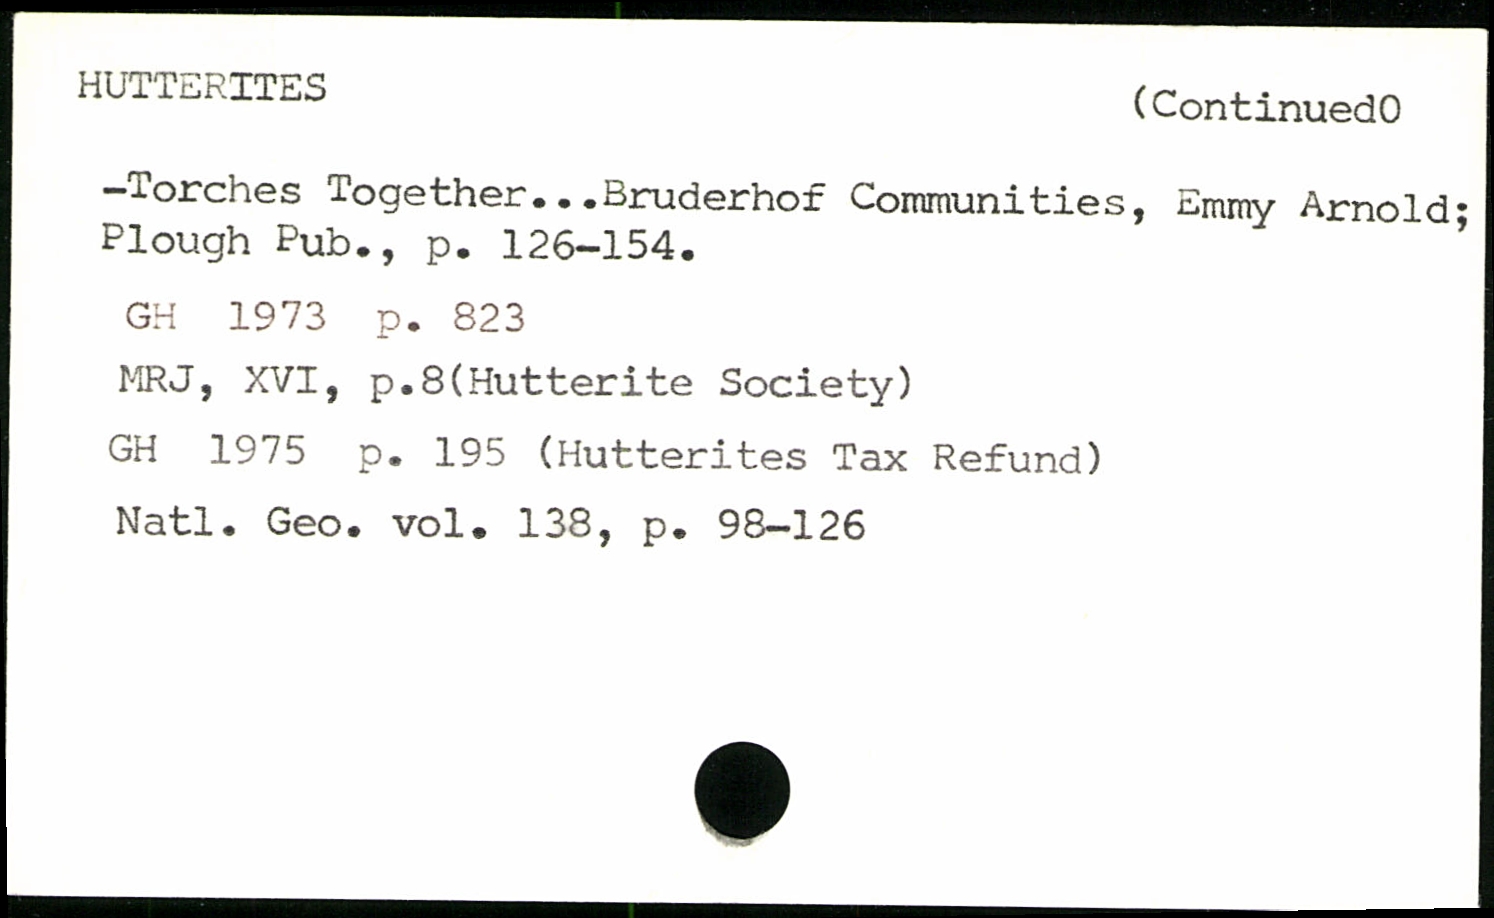 HUTTERITES
(Continued0
-Torches Together...Bruderhof Communities, Emmy Arnold;
Plough Pub., p. 126-154.
GH 1973 p. 823
MRJ, XVI, p.8(Hutterite Society)
GH 1975 p. 195 (Hutterites Tax Refund)
Natl. Geo. vol. 138, p. 98-126